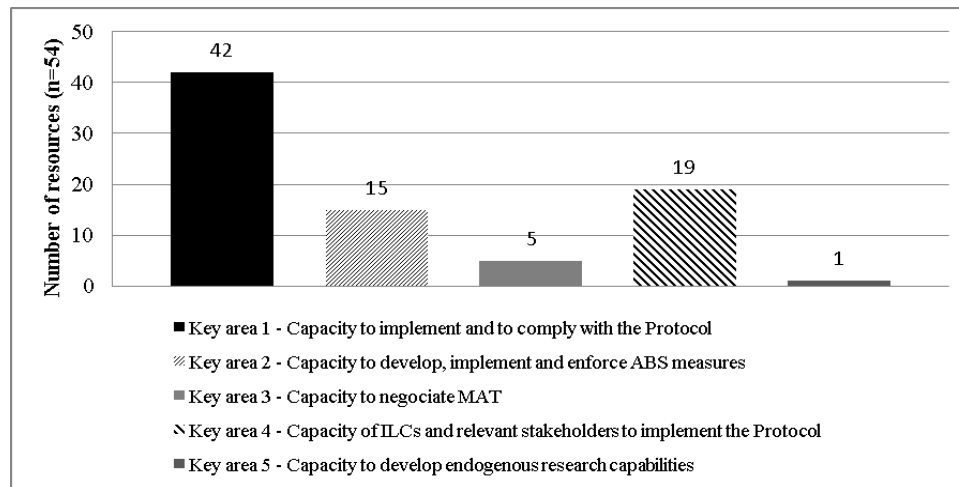 Number of resources (n=54)
50
40
30
20
10
0
42
15
5
19
1
Key area 1 - Capacity to implement and to comply with the Protocol
Key area 2 - Capacity to develop, implement and enforce ABS measures
Key area 3 - Capacity to negociate MAT
Key area 4 - Capacity of ILCs and relevant stakeholders to implement the Protocol
Key area 5 - Capacity to develop endogenous research capabilities